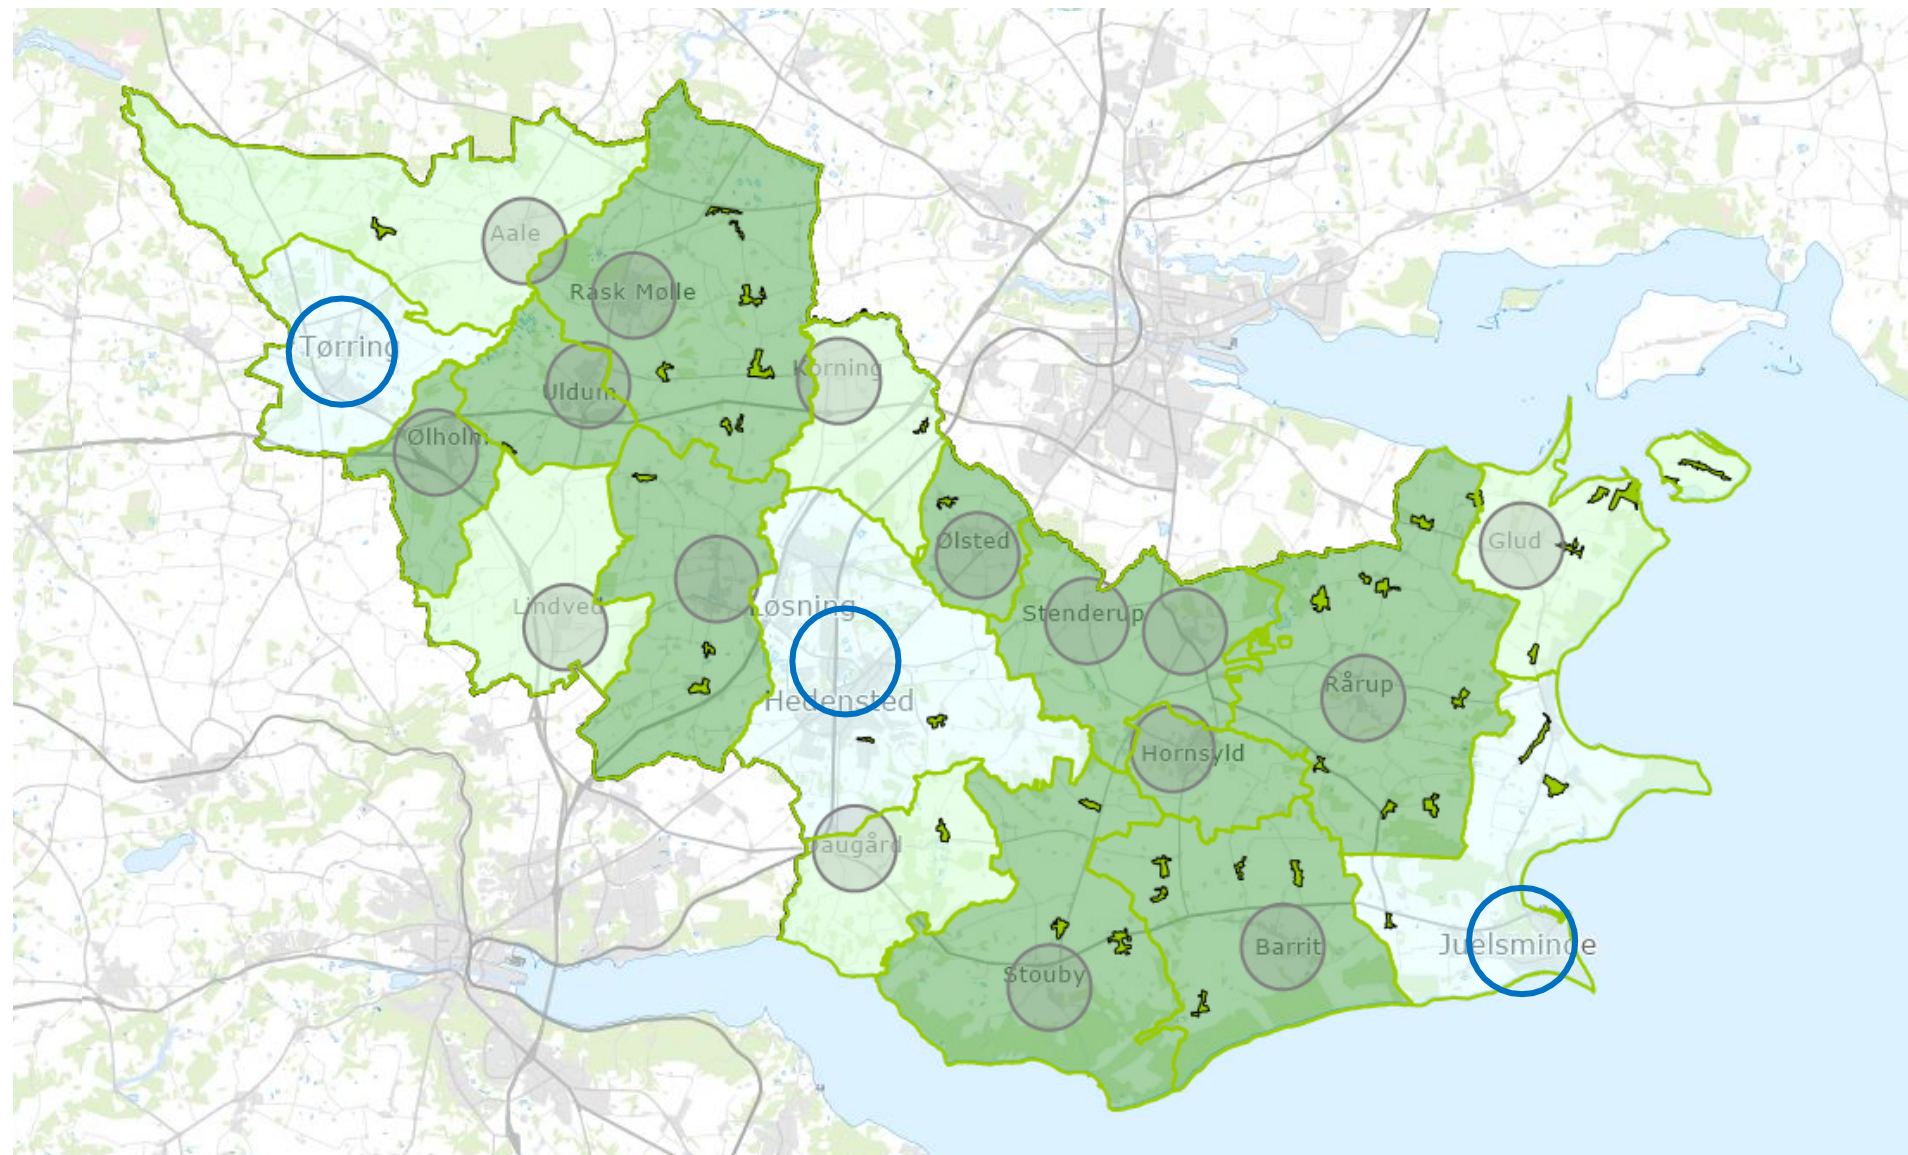 Aale
Rask Mølle
Tørring
Korning
Uldum
Ølholm
Ølsted
Glud
Lindved
Løsning
Stenderup
Rårup
Hedensted
Hornsyld
Daugård
Barrit
Juelsminde
Stouby